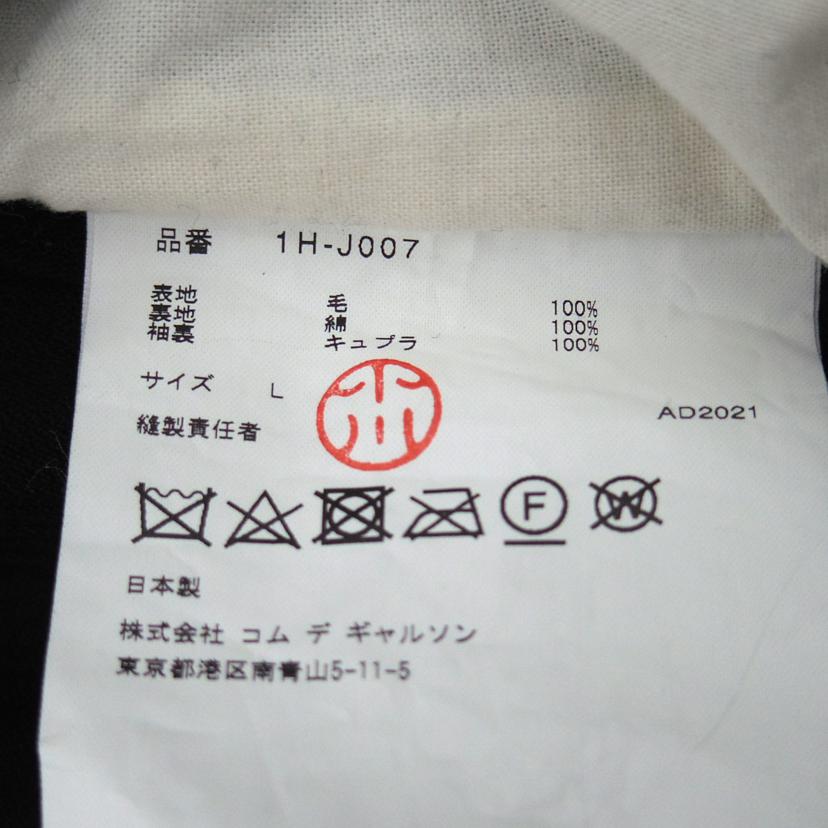 品番 1H-J007
表地 毛 100%
裏地 綿 100%
袖裏 キュプラ 100%
サイズ L
AD2021
縫製責任者
F
W
日本製
株式会社 コム デ ギャルソン
東京都港区南青山5-11-5